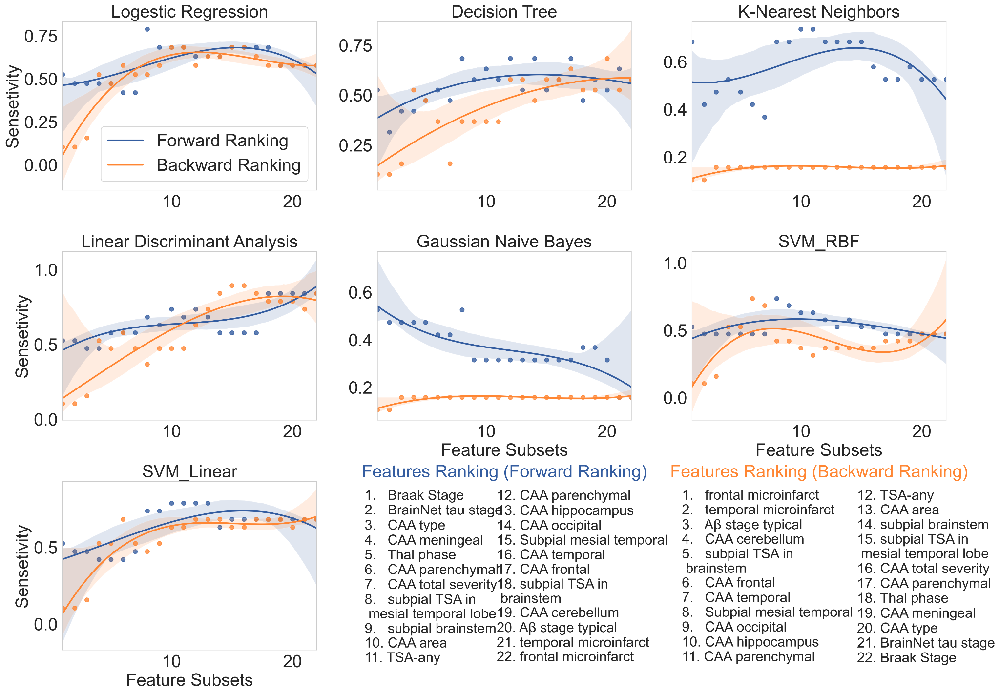 Logestic Regression
Decision Tree
K-Nearest Neighbors
Sensetivity
0.75
0.50
0.25
0.00
Forward Ranking
Backward Ranking
10
20
0.75
0.50
0.25
10
20
0.6
0.4
0.2
10
20
Linear Discriminant Analysis
Gaussian Naive Bayes
SVM_RBF
Sensetivity
1.0
0.5
0.0
10
20
0.6
0.4
0.2
10
20
Feature Subsets
1.0
0.5
0.0
10
20
Feature Subsets
SVM_Linear
Sensetivity
0.5
0.0
10
20
Feature Subsets
Features Ranking (Forward Ranking)
1. Braak Stage
2. BrainNet tau stage
3. CAA type
4. CAA meningeal
5. Thal phase
6. CAA parenchymal
7. CAA total severity
8. subpial TSA in
mesial temporal lobe
9. subpial brainstem
10. CAA area
11. TSA-any
12. CAA parenchymal
13. CAA hippocampus
14. CAA occipital
15. Subpial mesial temporal
16. CAA temporal
17. CAA frontal
18. subpial TSA in
brainstem
19. CAA cerebellum
20. Aβ stage typical
21. temporal microinfarct
22. frontal microinfarct
Features Ranking (Backward Ranking)
1. frontal microinfarct
2. temporal microinfarct
3. Aβ stage typical
4. CAA cerebellum
5. subpial TSA in
brainstem
6. CAA frontal
7. CAA temporal
8. Subpial mesial temporal
9. CAA occipital
10. CAA hippocampus
11. CAA parenchymal
12. TSA-any
13. CAA area
14. subpial brainstem
15. subpial TSA in
mesial temporal lobe
16. CAA total severity
17. CAA parenchymal
18. Thal phase
19. CAA meningeal
20. CAA type
21. BrainNet tau stage
22. Braak Stage